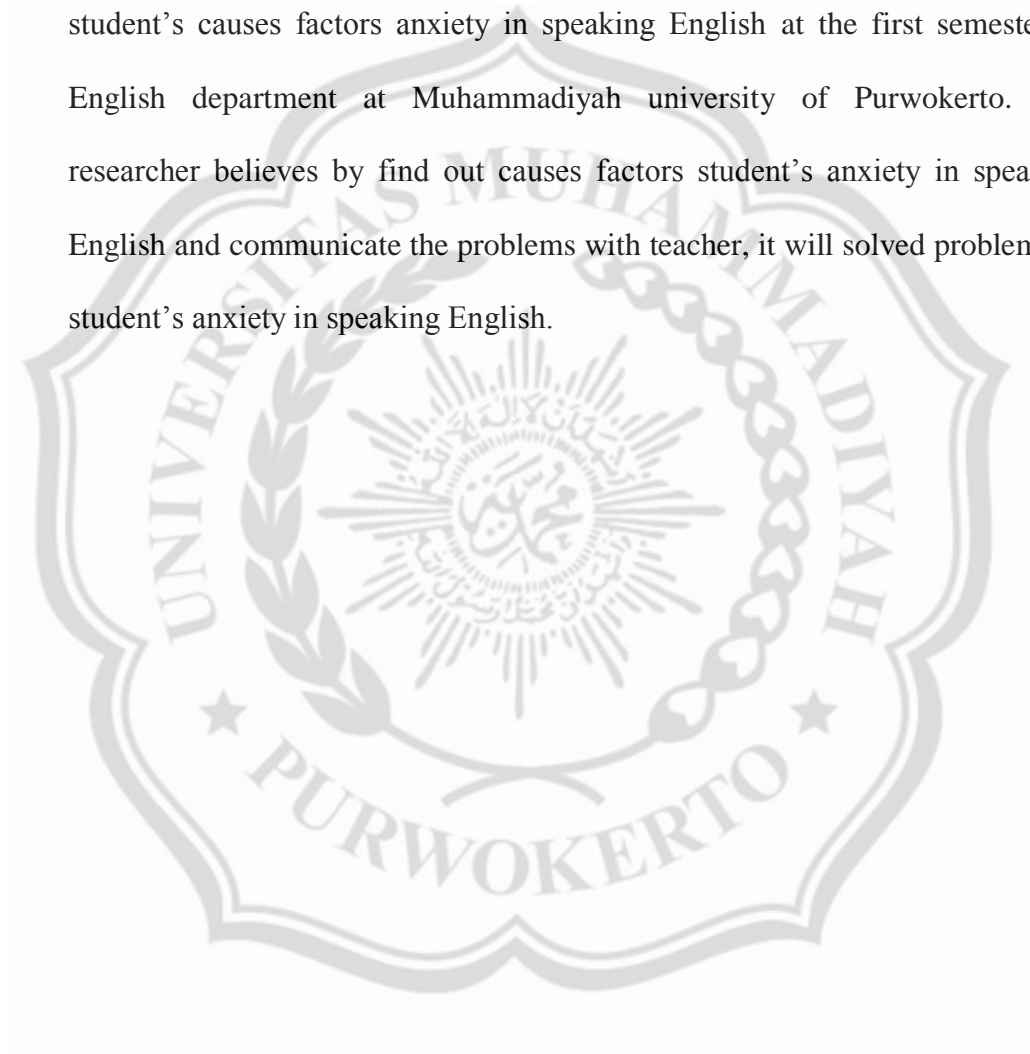 student’s causes factors anxiety in speaking English at the first semeste
English department at Muhammadiyah university of Purwokerto.
researcher believes by find out causes factors student’s anxiety in spea
English and communicate the problems with teacher, it will solved problem
student’s anxiety in speaking English.
UNIVERSITAS MUHAMMADIYAH
PURWOKERTO